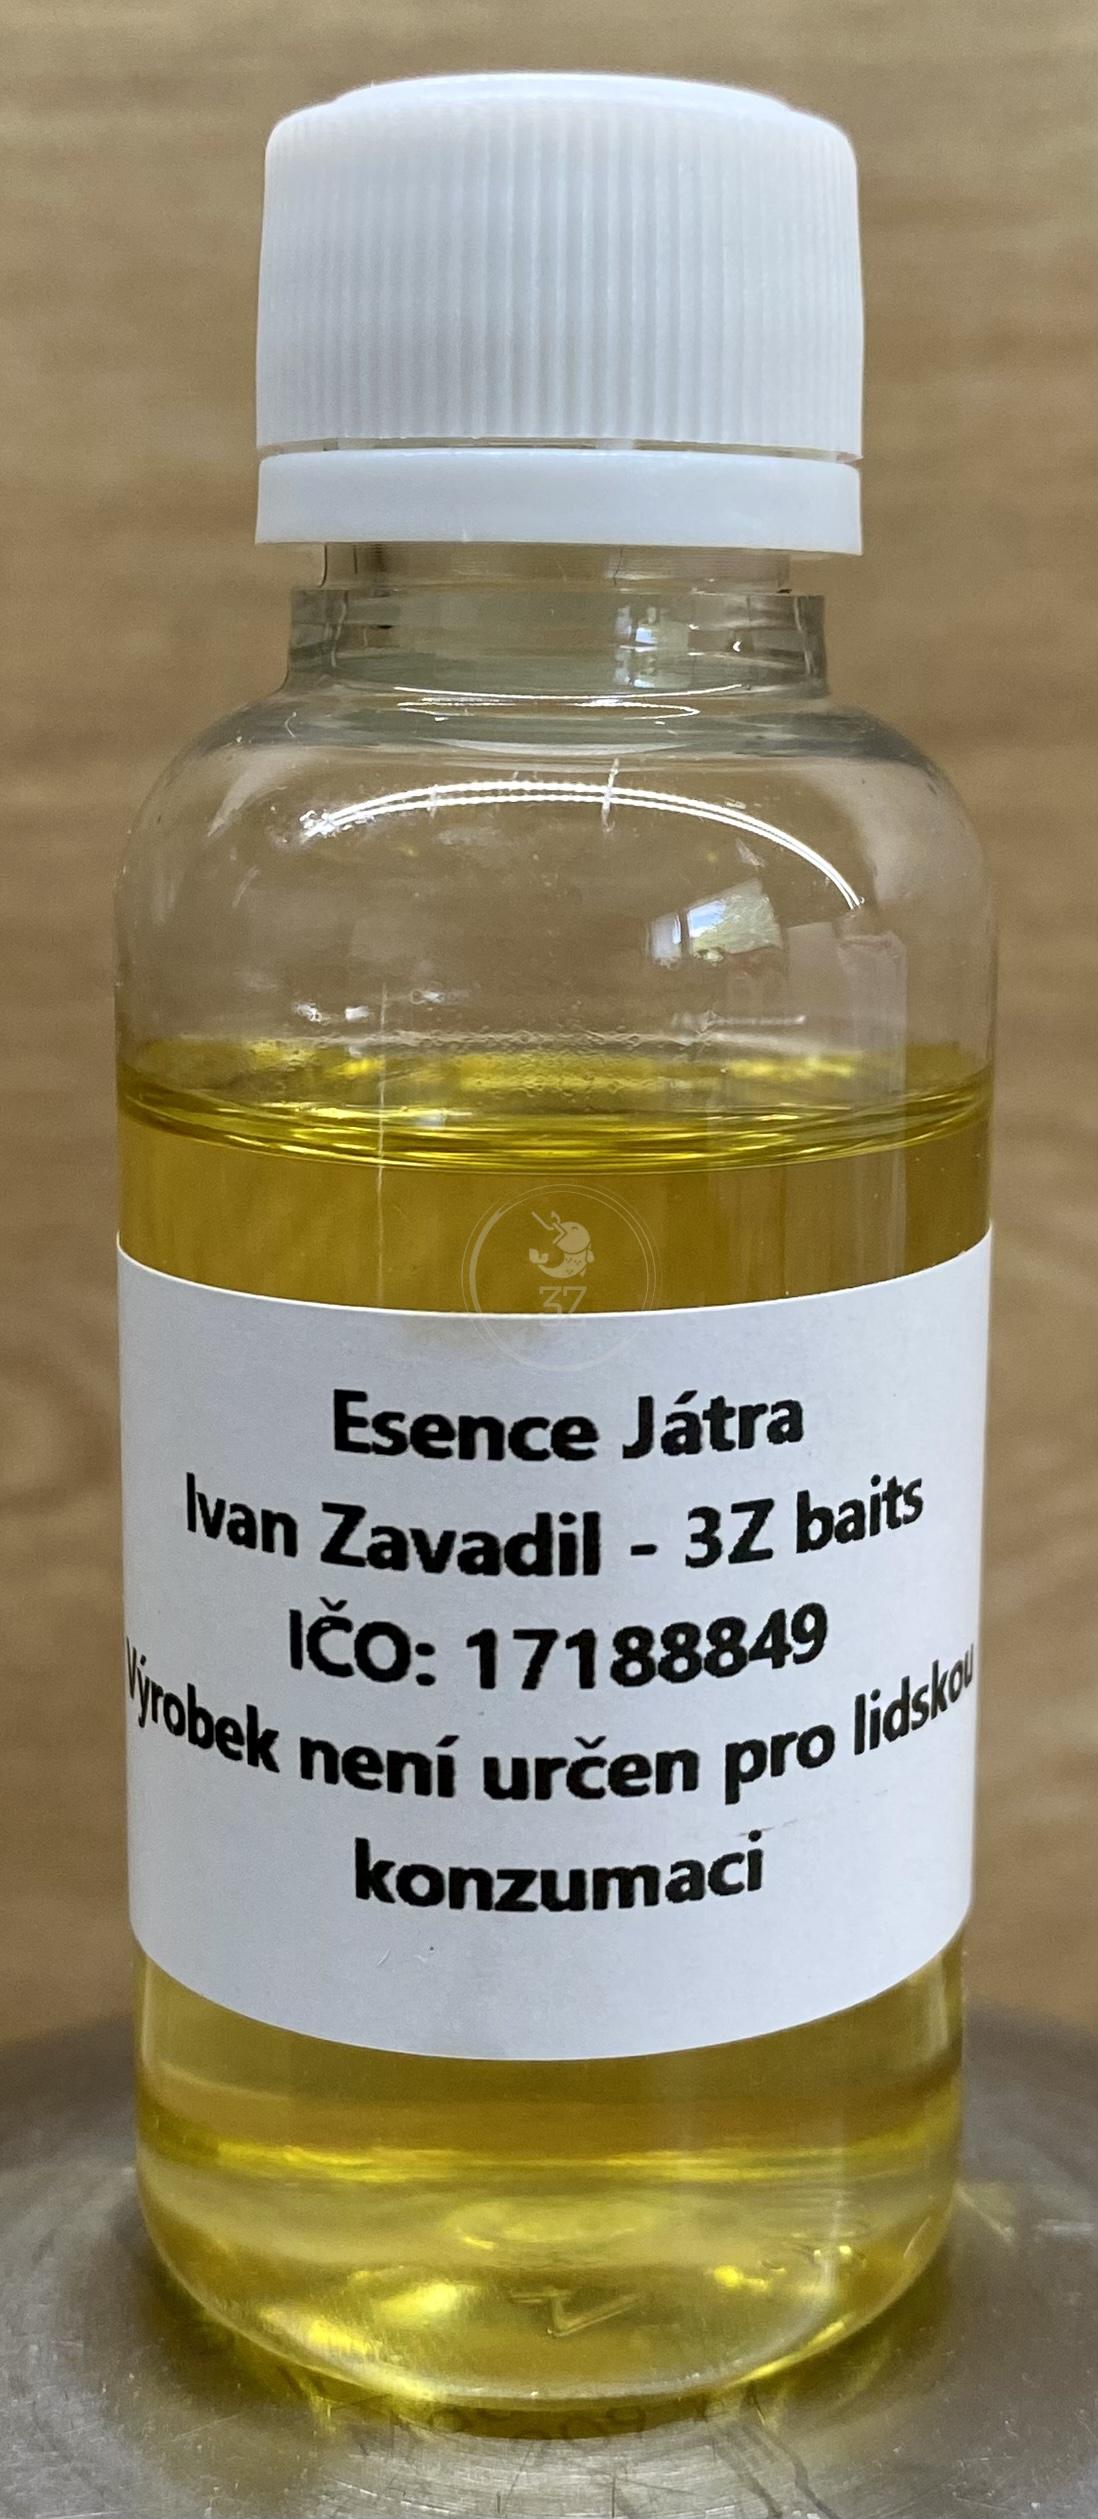 3Z
Esence Játra
Ivan Zavadil - 3Z baits
IČO: 17188849
Výrobek není určen pro lidskou
konzumaci